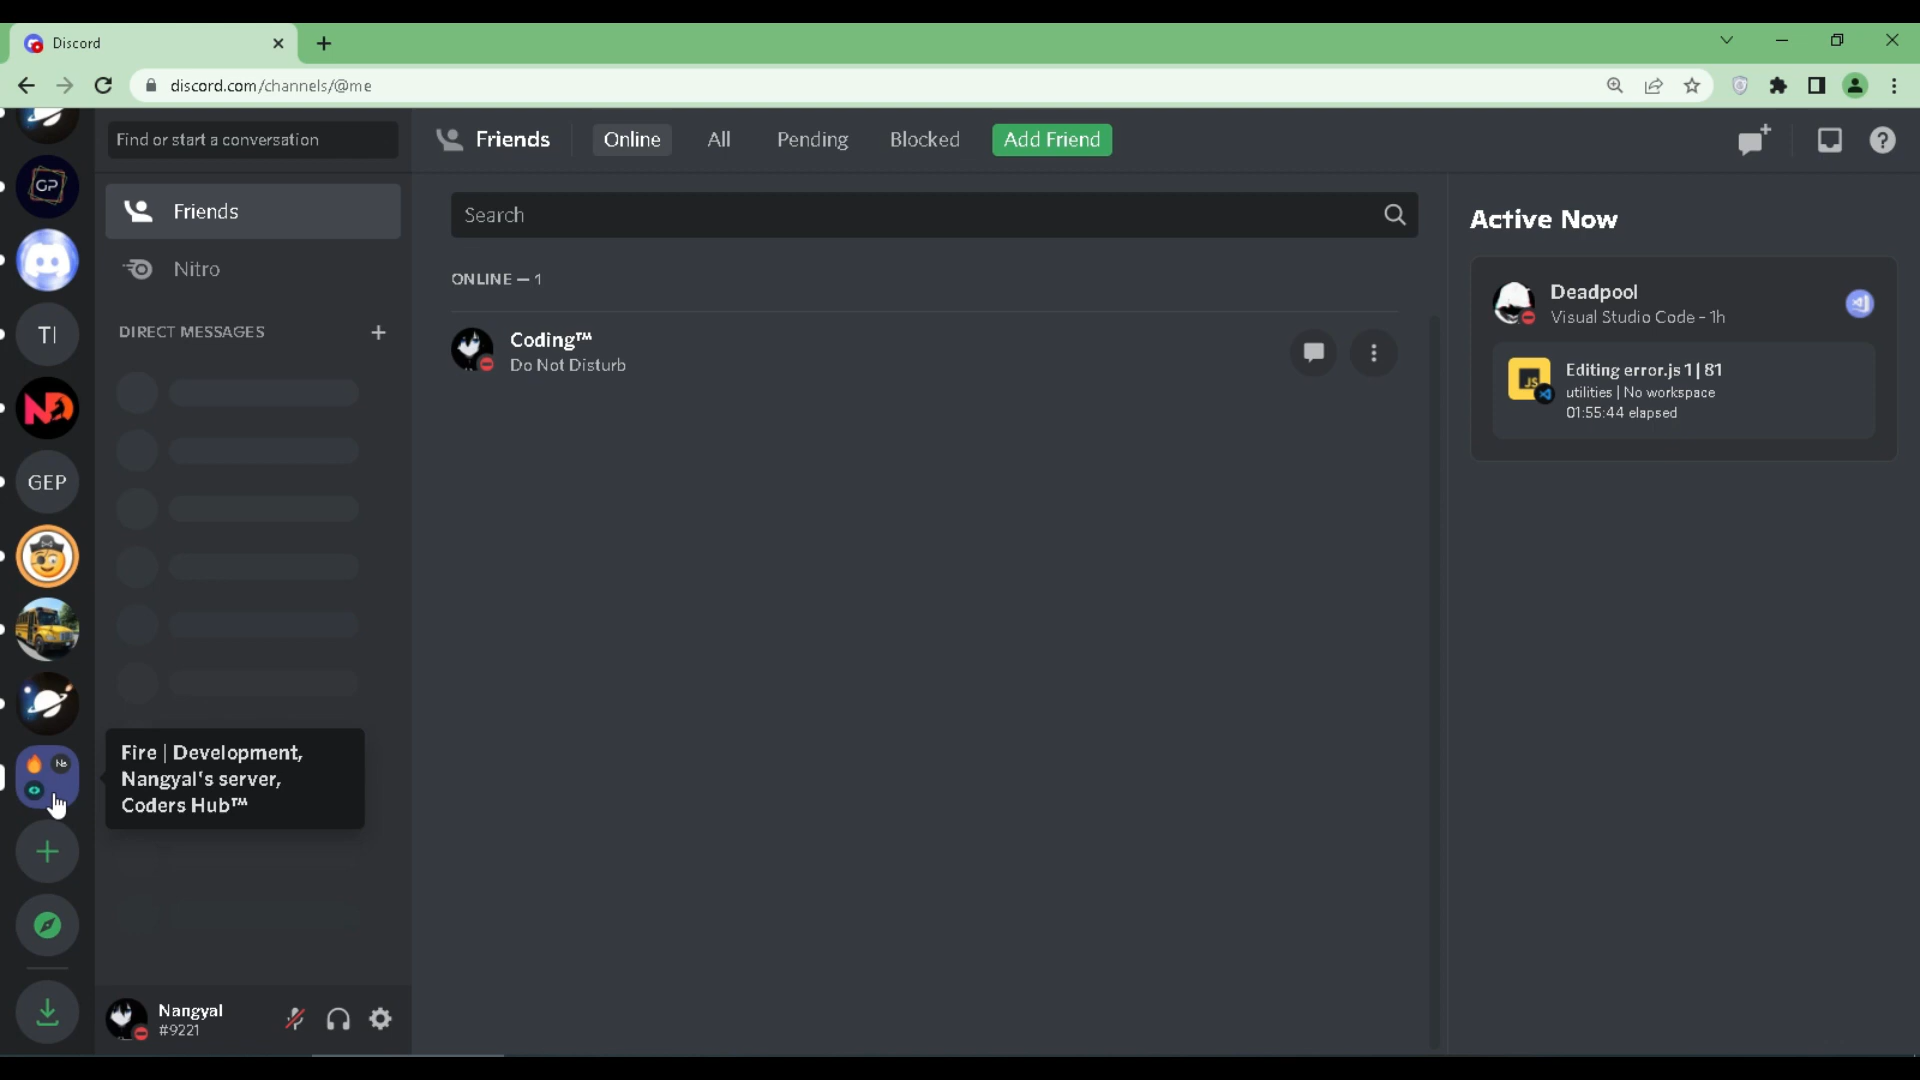 Discord
discord.com/channels/@me
Find or start a conversation
Friends
Online
All
Pending
Blocked
Add Friend
GP
TI
ND
GEP
Friends
Nitro
DIRECT MESSAGES
Search
ONLINE — 1
Coding™
Do Not Disturb
Active Now
Deadpool
Visual Studio Code - 1h
JS
Editing error.js 1 | 81
utilities | No workspace
01:55:44 elapsed
Ns
Fire | Development,
Nangyal's server,
Coders Hub™
Nangyal
#9221